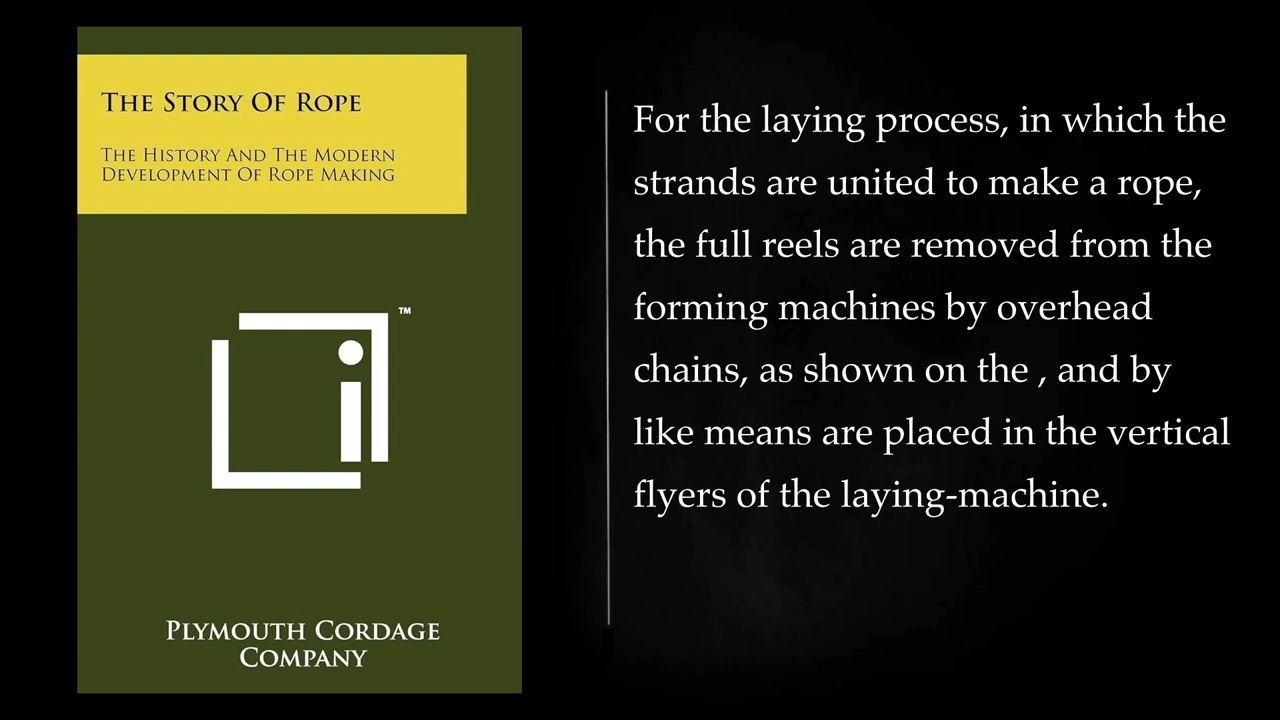 THE STORY OF ROPE
THE HISTORY AND THE MODERN
DEVELOPMENT OF ROPE MAKING
TM
PLYMOUTH CORDAGE
COMPANY
For the laying process, in which the
strands are united to make a rope,
the full reels are removed from the
forming machines by overhead
chains, as shown on the , and by
like means are placed in the vertical
flyers of the laying-machine.